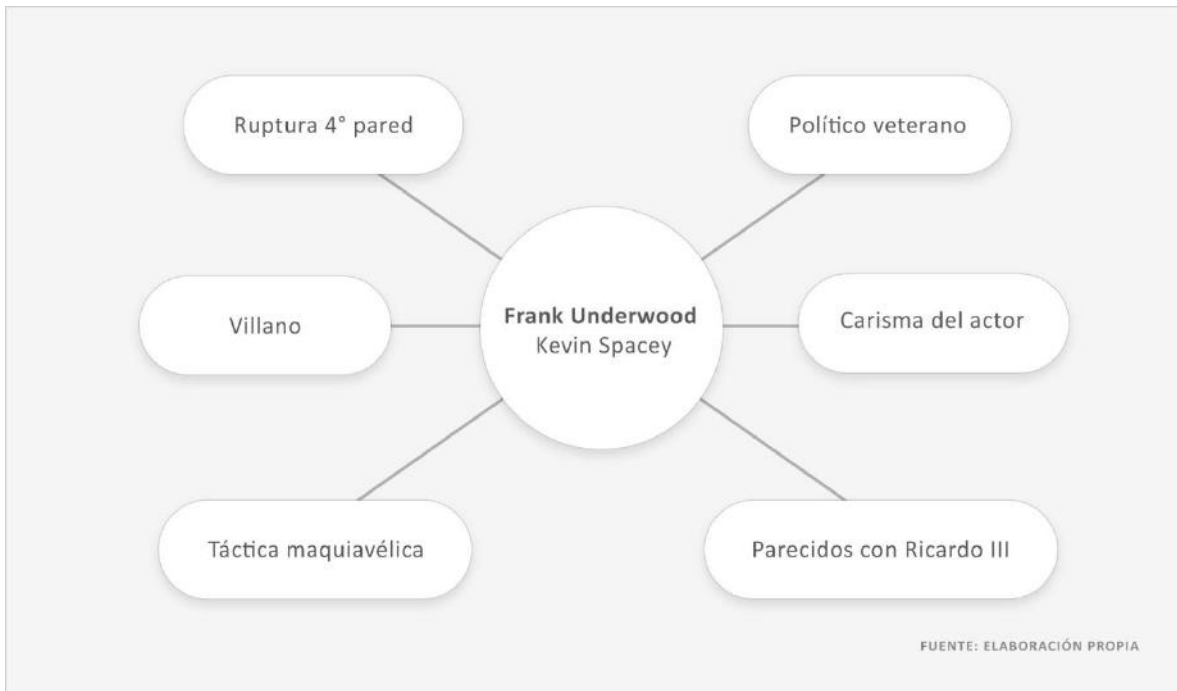 Ruptura 4° pared
Político veterano
Villano
Frank Underwood
Kevin Spacey
Carisma del actor
Táctica maquiavélica
Parecidos con Ricardo III
FUENTE: ELABORACIÓN PROPIA